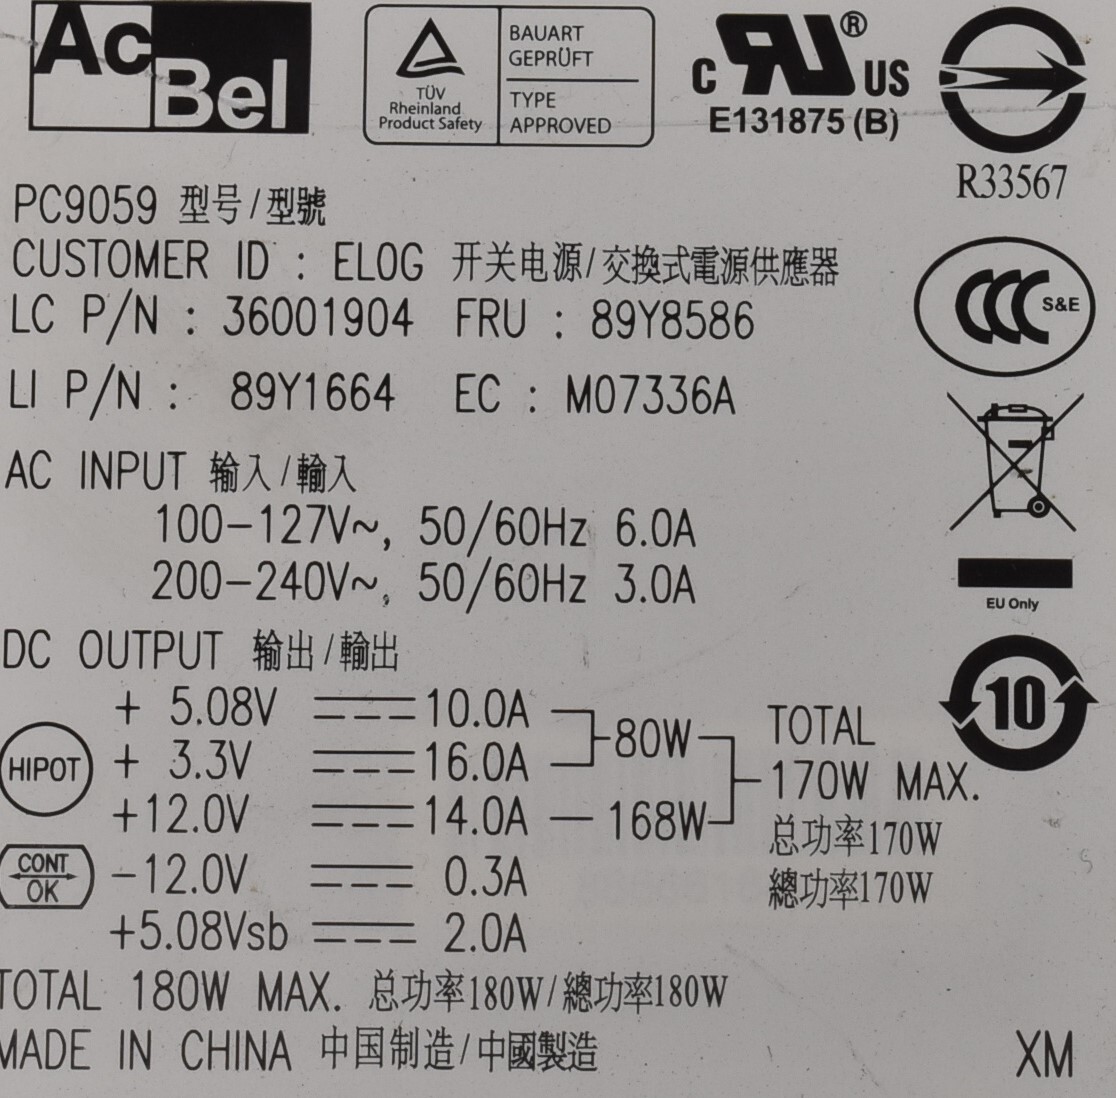 AcBel
TÜV
Rheinland
Product Safety
BAUART
GEPRÜFT
TYPE
APPROVED
C RU ® US
E131875 (B)
R33567
PC9059 型号/型號
CUSTOMER ID : ELOG 开关电源/交換式電源供應器
LC P/N : 36001904 FRU : 89Y8586
CCC S&E
LI P/N : 89Y1664 EC : M07336A
AC INPUT 输入/輸入
100-127V~, 50/60Hz 6.0A
200-240V~, 50/60Hz 3.0A
EU Only
DC OUTPUT 输出/輸出
+ 5.08V 10.0A
+ 3.3V 16.0A
+12.0V 14.0A
-12.0V 0.3A
+5.08Vsb 2.0A
80W
168W
TOTAL
170W MAX.
总功率170W
總功率170W
10
HIPOT
CONT
OK
TOTAL 180W MAX. 总功率180W/總功率180W
MADE IN CHINA 中国制造/中國製造
XM